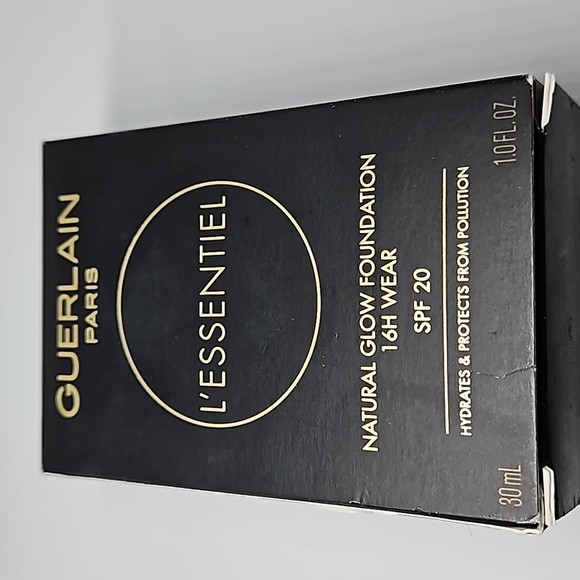 GUERLAIN
PARIS
L'ESSENTIEL
NATURAL GLOW FOUNDATION
16H WEAR
SPF 20
HYDRATES & PROTECTS FROM POLLUTION
30mL 1.0 FL.OZ.